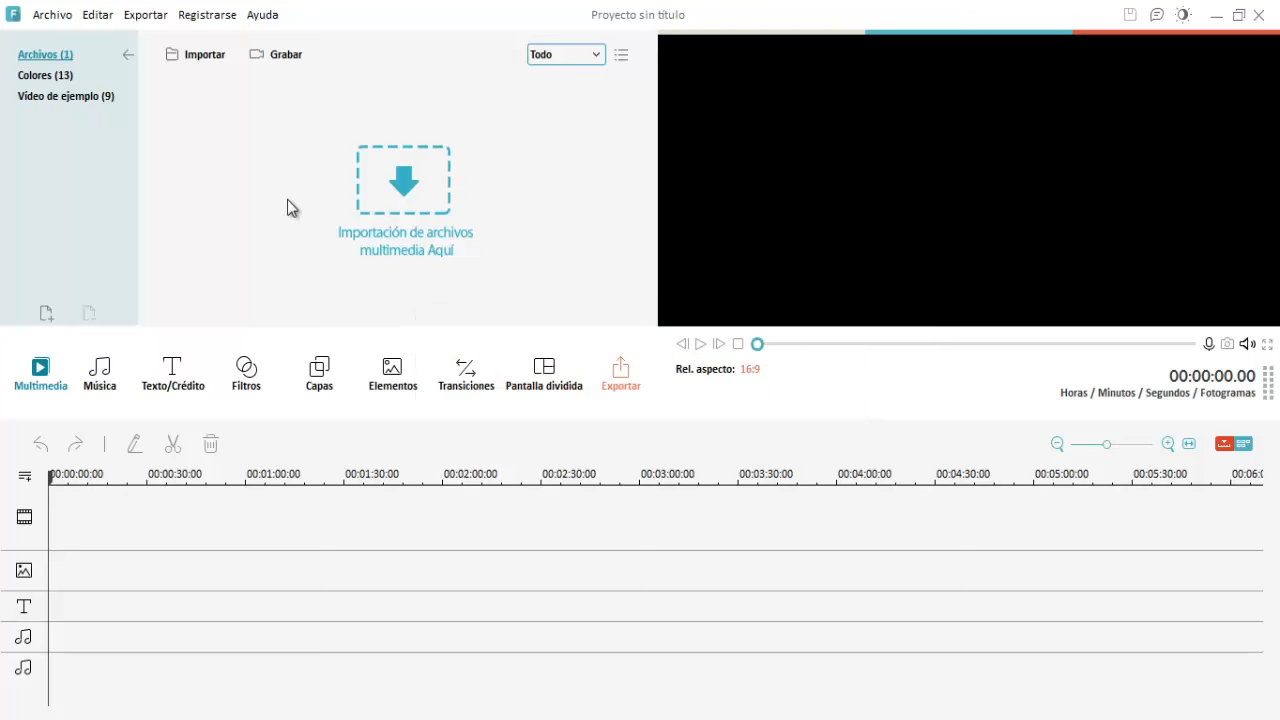 F Archivo Editar Exportar Registrarse Ayuda Proyecto sin título
Archivos (1)
Colores (13)
Vídeo de ejemplo (9)
Importar Grabar Todo
Importación de archivos
multimedia Aquí
Multimedia Música Texto/Crédito Filtros Capas Elementos Transiciones Pantalla dividida Exportar
Rel. aspecto: 16:9
00:00:00.00
Horas / Minutos / Segundos / Fotogramas
00:00:00:00 00:00:30:00 00:01:00:00 00:01:30:00 00:02:00:00 00:02:30:00 00:03:00:00 00:03:30:00 00:04:00:00 00:04:30:00 00:05:00:00 00:05:30:00 00:06:0
T